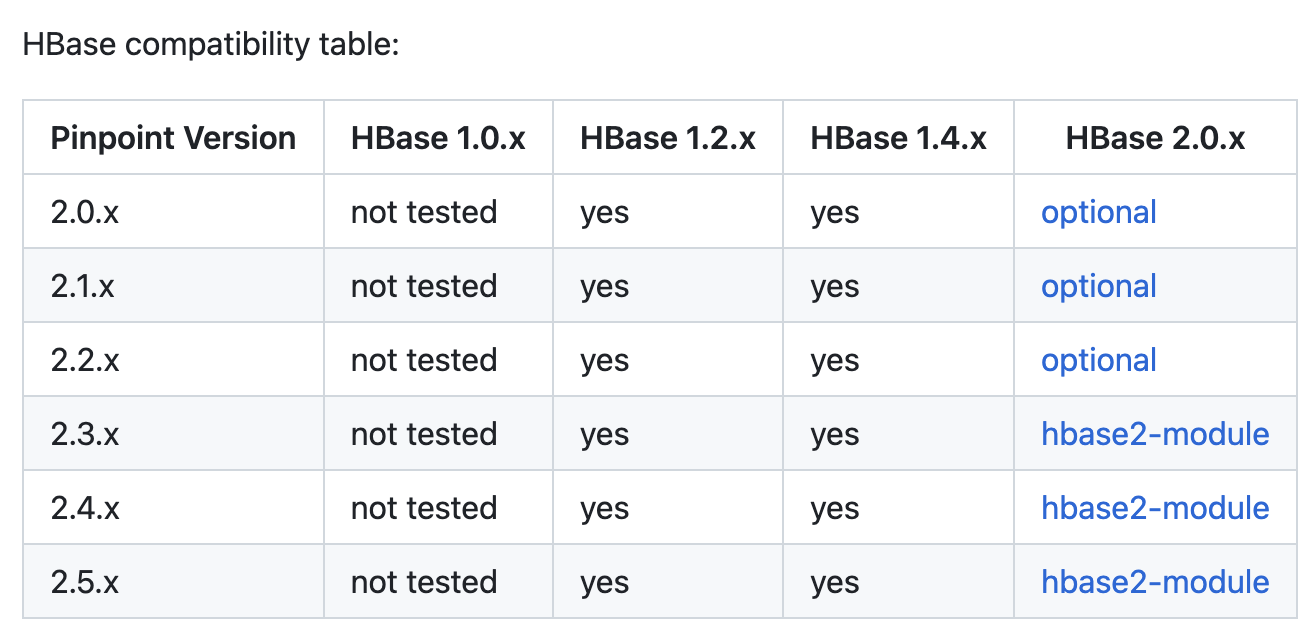 HBase compatibility table:
Pinpoint Version HBase 1.0.x HBase 1.2.x HBase 1.4.x HBase 2.0.x
2.0.x not tested yes yes optional
2.1.x not tested yes yes optional
2.2.x not tested yes yes optional
2.3.x not tested yes yes hbase2-module
2.4.x not tested yes yes hbase2-module
2.5.x not tested yes yes hbase2-module